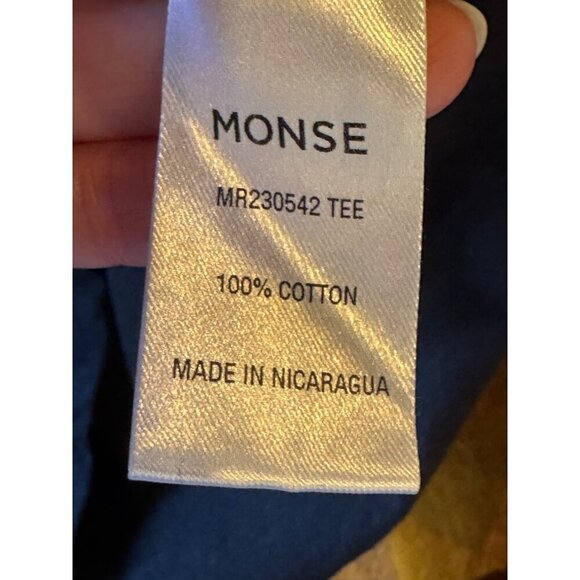 MONSE
MR230542 TEE
100% COTTON
MADE IN NICARAGUA